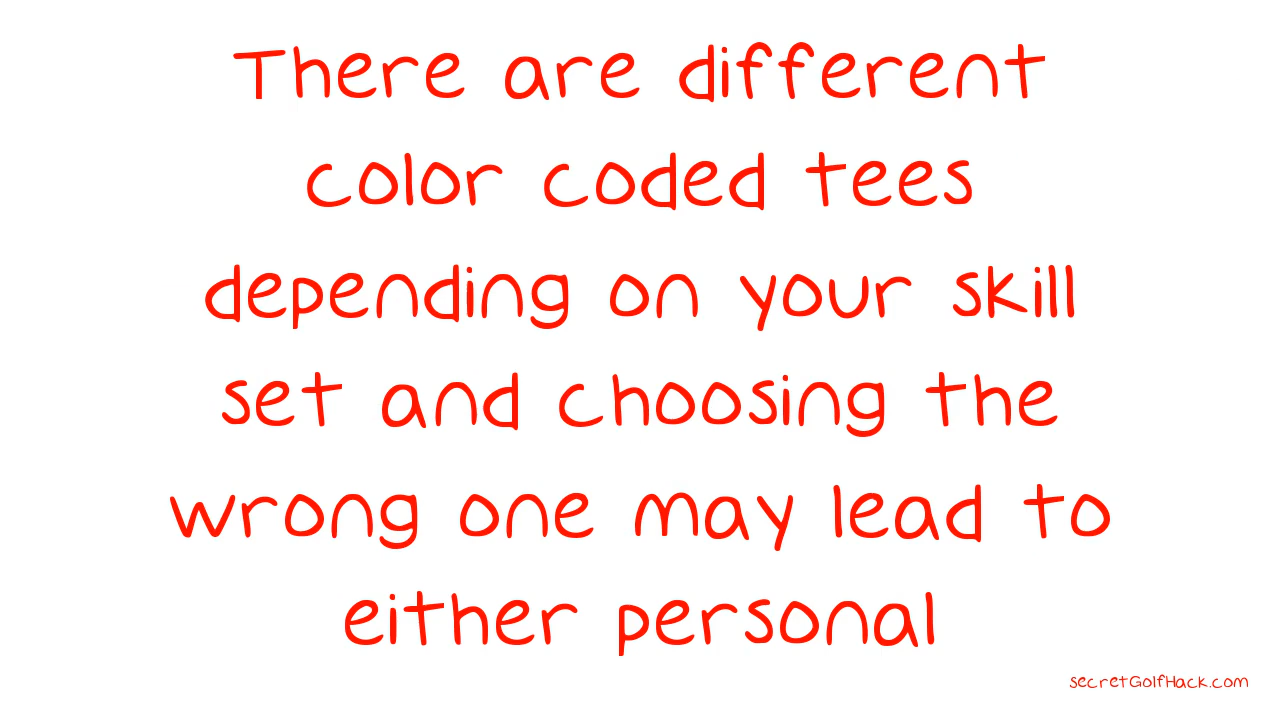 There are different
color coded tees
depending on your skill
set and choosing the
wrong one may lead to
either personal
secretGolfHack.com